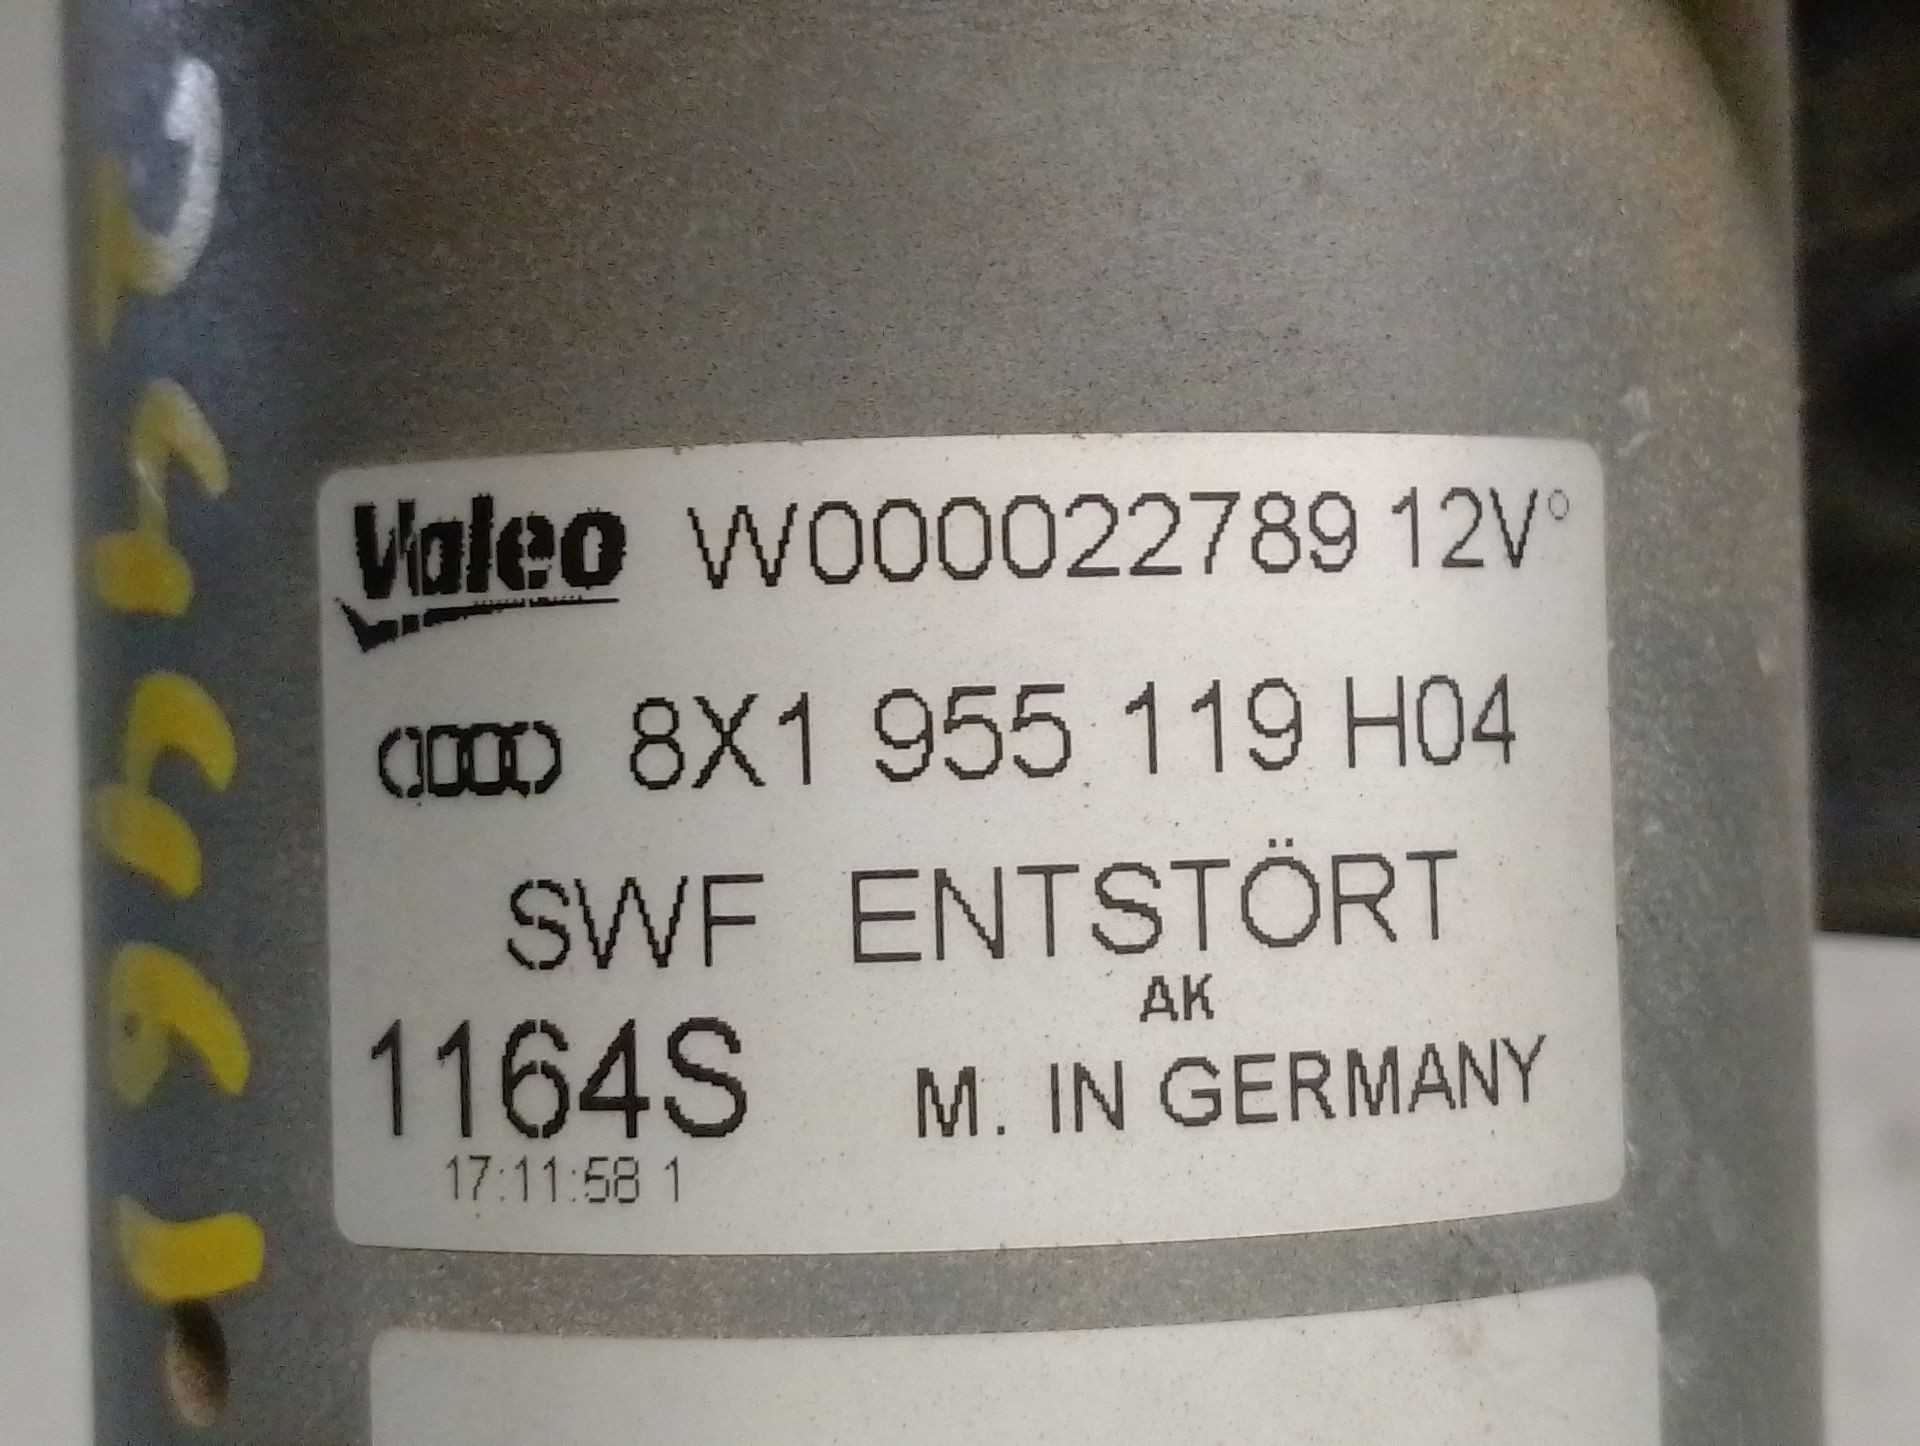 Valeo W000022789 12V°
8X1 955 119 H04
SWF ENTSTÖRT
AK
1164S M. IN GERMANY
17:11:58 1